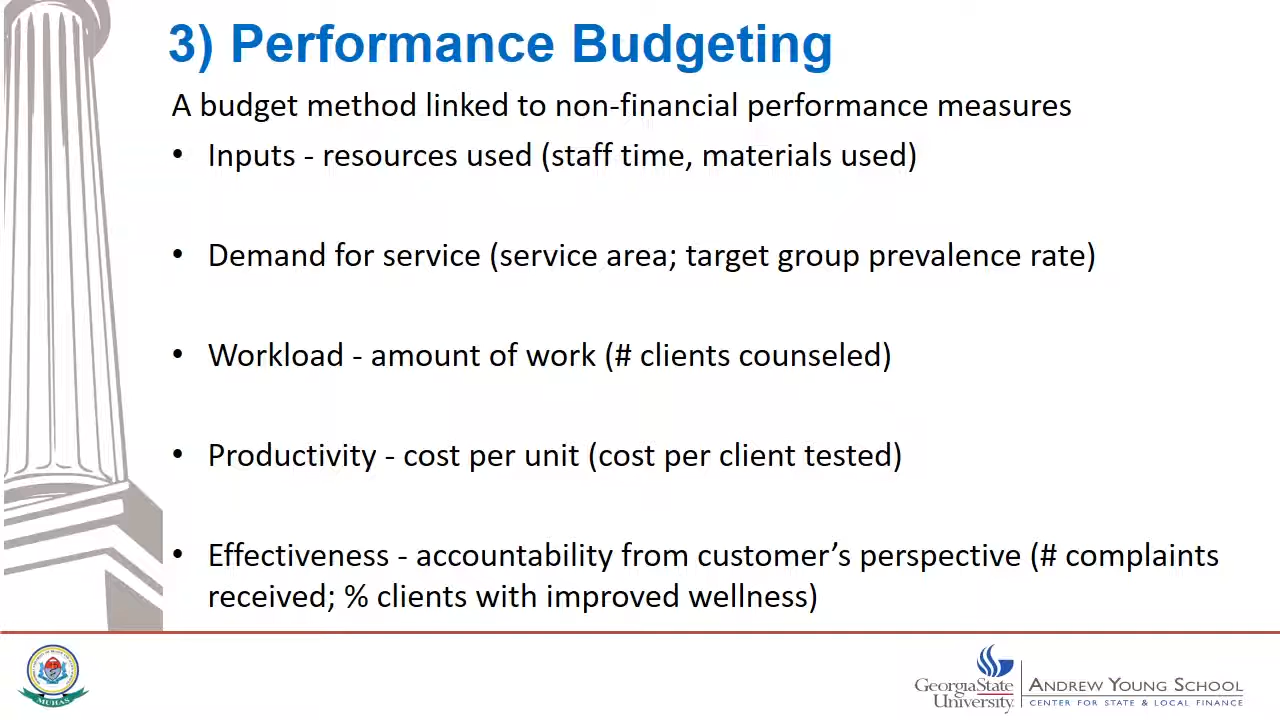 3) Performance Budgeting
A budget method linked to non-financial performance measures
• Inputs - resources used (staff time, materials used)
• Demand for service (service area; target group prevalence rate)
• Workload - amount of work (# clients counseled)
• Productivity - cost per unit (cost per client tested)
• Effectiveness - accountability from customer’s perspective (# complaints
received; % clients with improved wellness)
MUHAS
GeorgiaState
University
ANDREW YOUNG SCHOOL
CENTER FOR STATE & LOCAL FINANCE